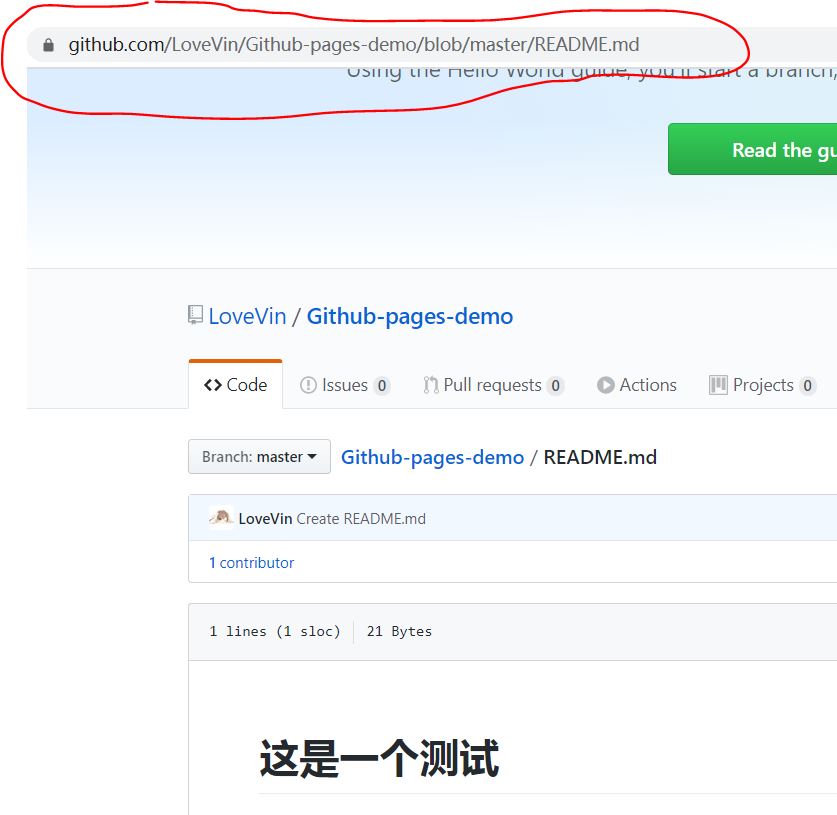 github.com/LoveVin/Github-pages-demo/blob/master/README.md
Using the Hello World guide, you'll start a branch,
Read the gu
LoveVin / Github-pages-demo
Code Issues 0 Pull requests 0 Actions Projects 0
Branch: master Github-pages-demo / README.md
LoveVin Create README.md
1 contributor
1 lines (1 sloc) 21 Bytes
这是一个测试